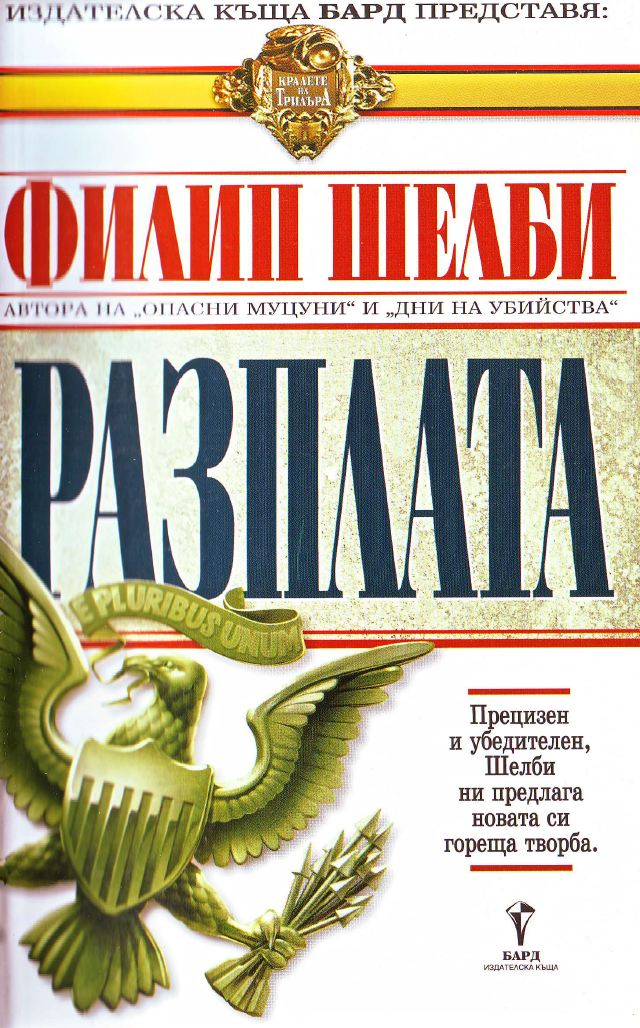 ИЗДАТЕЛСКА КЪЩА БАРД ПРЕДСТАВЯ:
КРАЛЕТЕ
НА
ТРИЛЪРА
ФИЛИП ШЕЛБИ
АВТОРА НА „ОПАСНИ МУЦУНИ“ И „ДНИ НА УБИЙСТВА“
РАЗПЛАТА
E PLURIBUS UNUM
Прецизен
и убедителен,
Шелби
ни предлага
новата си
гореща творба.
БАРД
ИЗДАТЕЛСКА КЪЩА